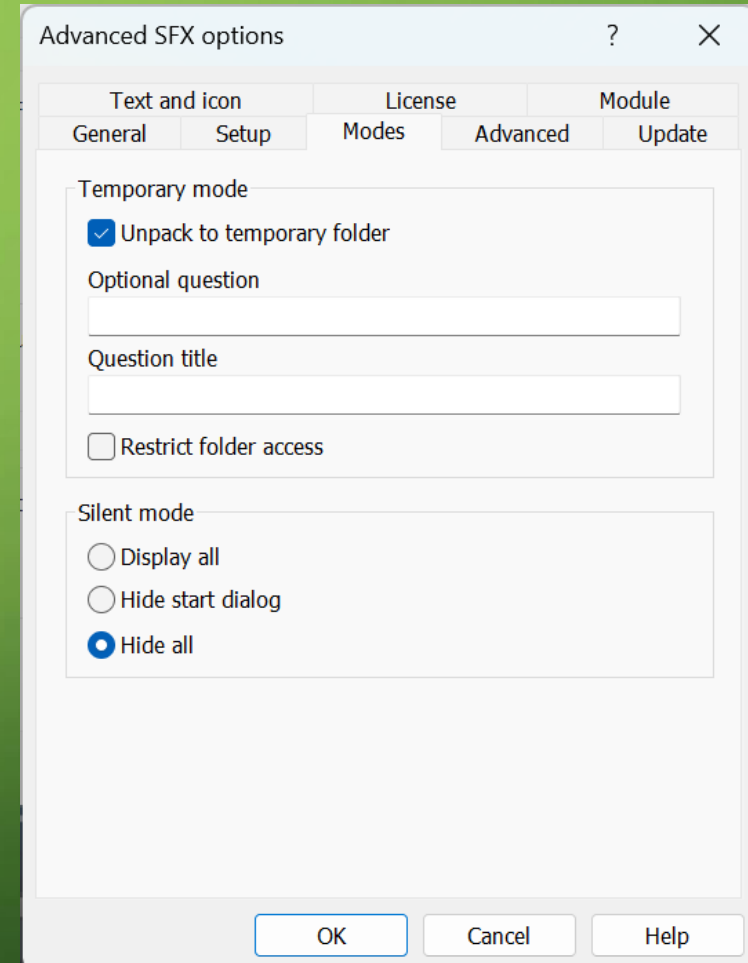 Advanced SFX options ?
Text and icon License Module
General Setup Modes Advanced Update
Temporary mode
Unpack to temporary folder
Optional question
Question title
Restrict folder access
Silent mode
Display all
Hide start dialog
Hide all
OK Cancel Help